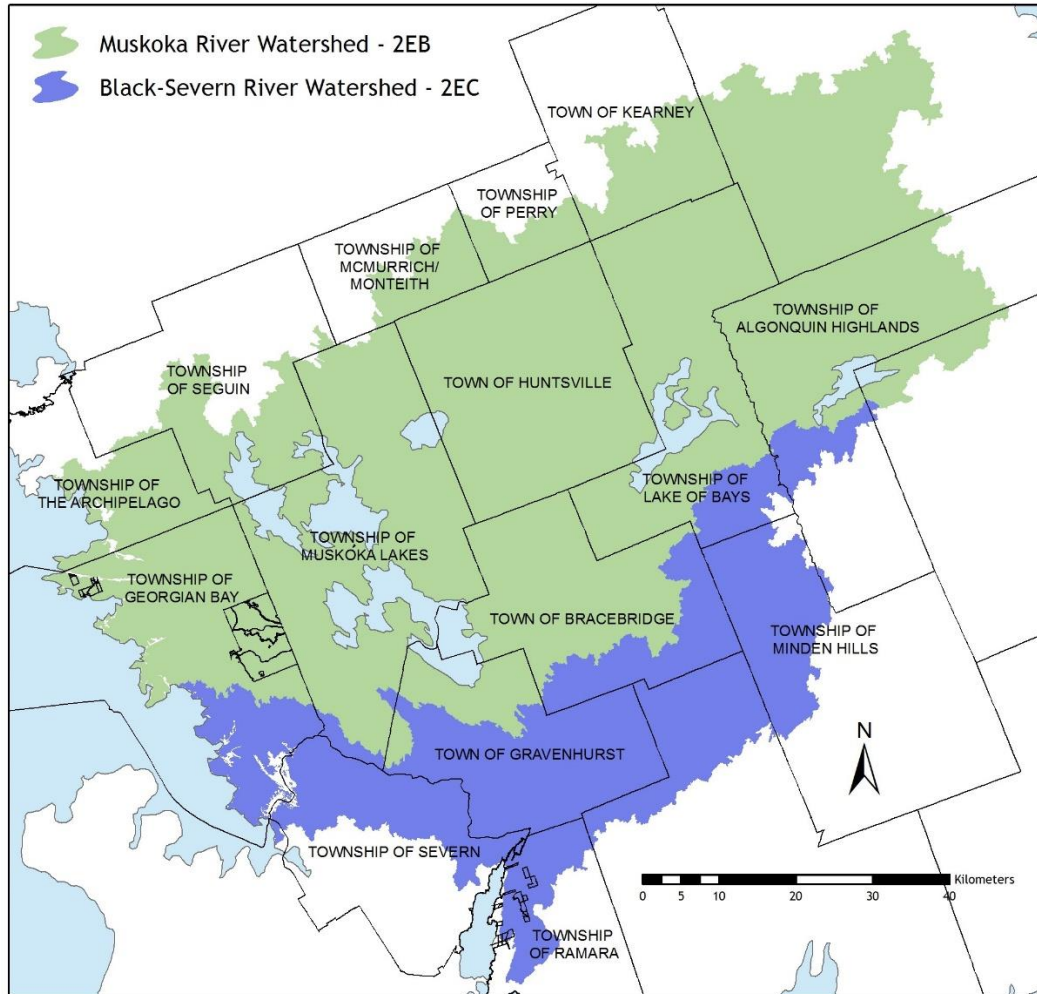 Muskoka River Watershed - 2EB
Black-Severn River Watershed - 2EC
TOWN OF KEARNEY
TOWNSHIP
OF PERRY
TOWNSHIP OF
MCMURRICH/
MONTEITH
TOWNSHIP OF
ALGONQUIN HIGHLANDS
TOWNSHIP
OF SEGUIN
TOWN OF HUNTSVILLE
TOWNSHIP OF
THE ARCHIPELAGO
TOWNSHIP OF
LAKE OF BAYS
TOWNSHIP OF
MUSKOKA LAKES
TOWNSHIP OF
GEORGIAN BAY
TOWN OF BRACEBRIDGE
TOWNSHIP OF
MINDEN HILLS
N
TOWN OF GRAVENHURST
TOWNSHIP OF SEVERN
Kilometers
0 5 10 20 30 40
TOWNSHIP
OF RAMARA